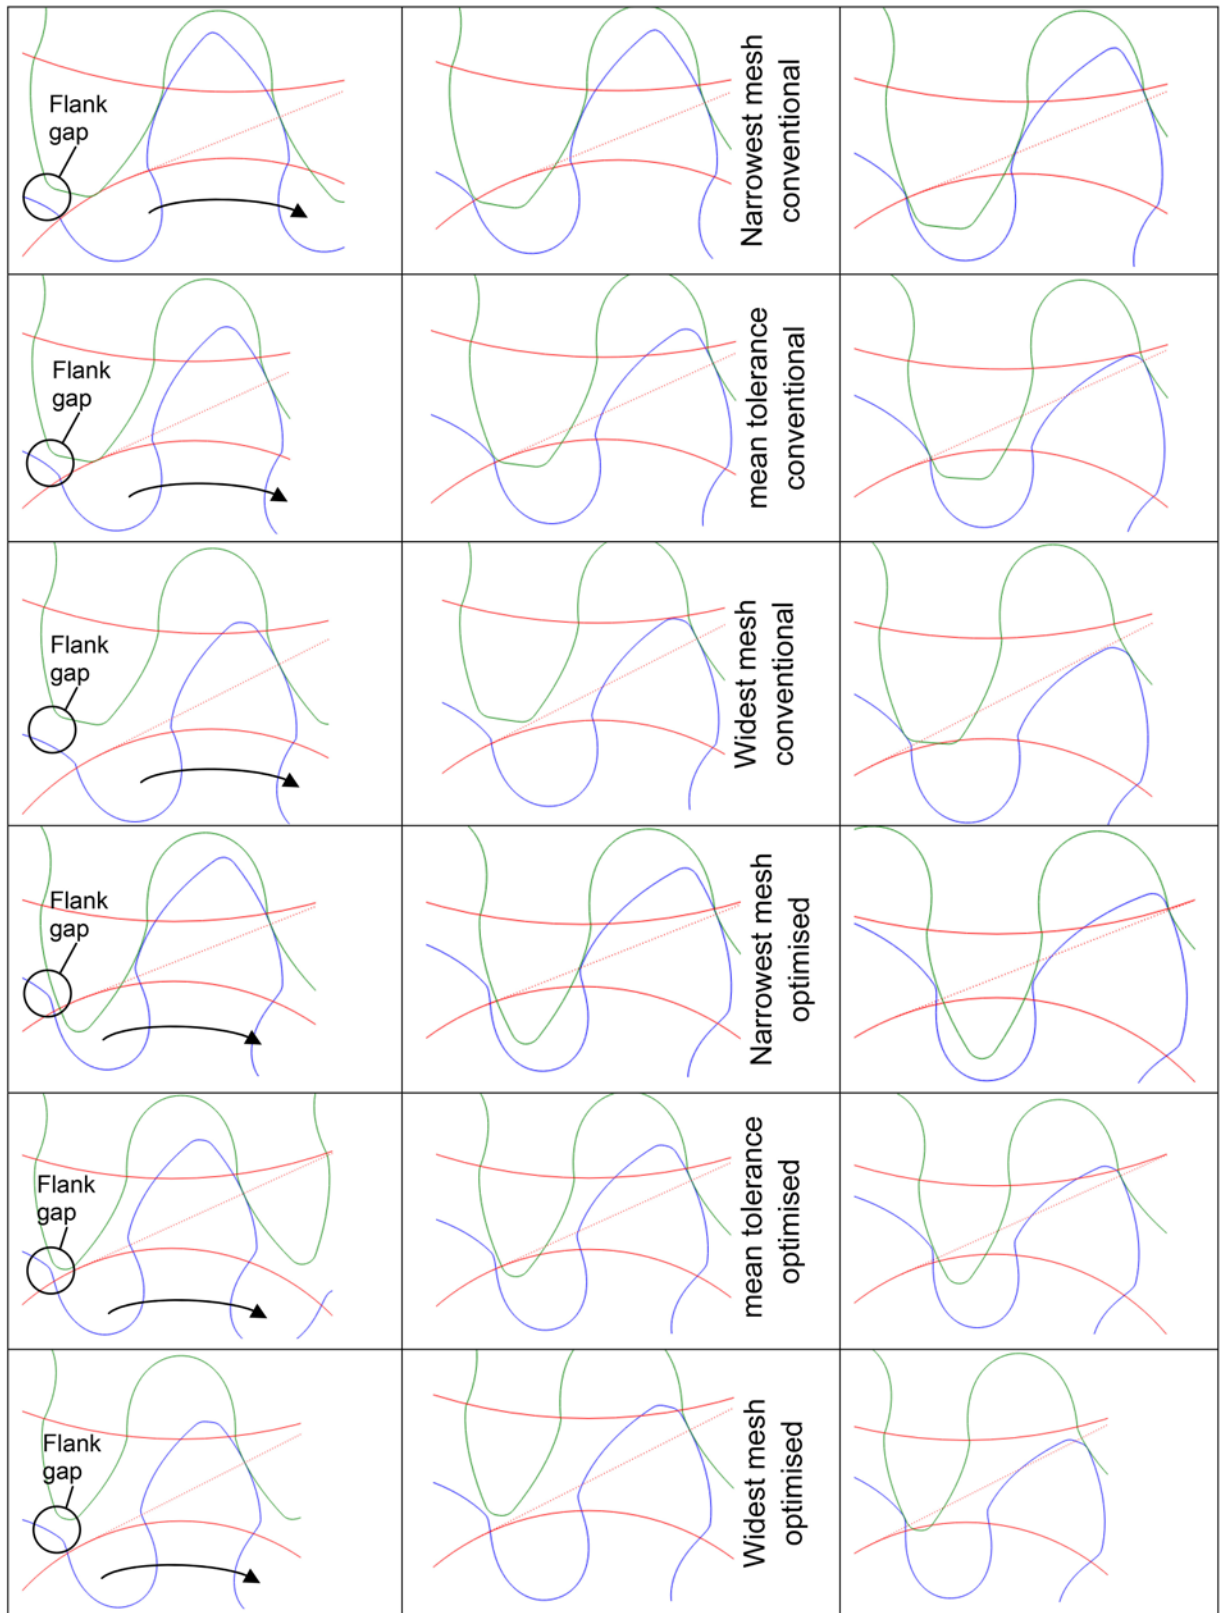 Flank
gap
Narrowest mesh
conventional
Flank
gap
mean tolerance
conventional
Flank
gap
Widest mesh
conventional
Flank
gap
Narrowest mesh
optimised
Flank
gap
mean tolerance
optimised
Flank
gap
Widest mesh
optimised